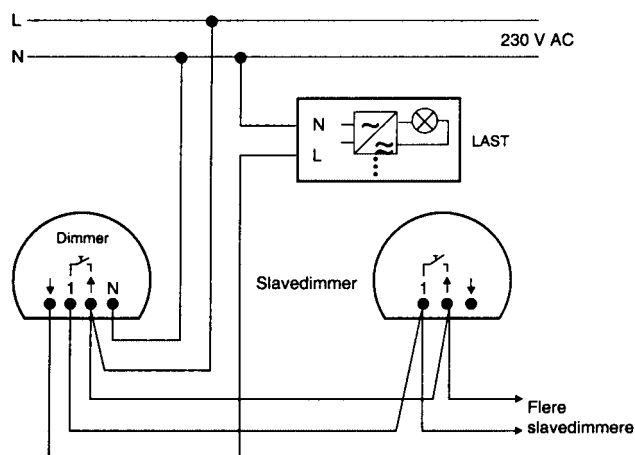 L
N
230 V AC
N
L
LAST
Dimmer
1
N
Slavedimmer
1
Flere
slavedimmere